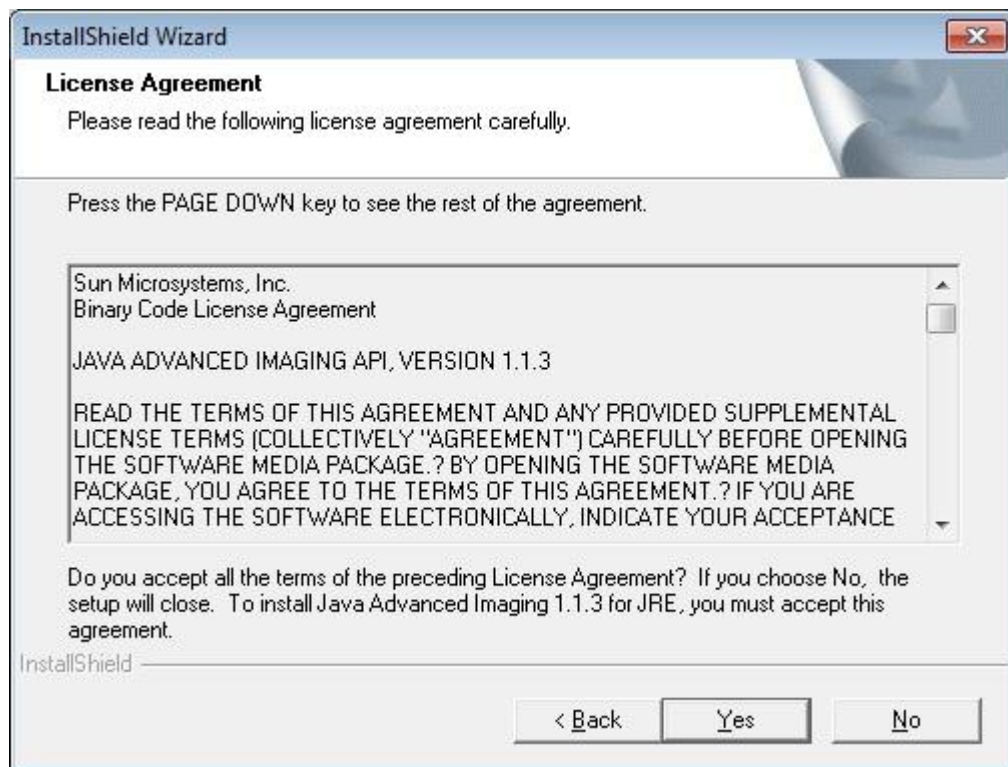 InstallShield Wizard
License Agreement
Please read the following license agreement carefully.
Press the PAGE DOWN key to see the rest of the agreement.
Sun Microsystems, Inc.
Binary Code License Agreement
JAVA ADVANCED IMAGING API, VERSION 1.1.3
READ THE TERMS OF THIS AGREEMENT AND ANY PROVIDED SUPPLEMENTAL
LICENSE TERMS (COLLECTIVELY "AGREEMENT") CAREFULLY BEFORE OPENING
THE SOFTWARE MEDIA PACKAGE.? BY OPENING THE SOFTWARE MEDIA
PACKAGE, YOU AGREE TO THE TERMS OF THIS AGREEMENT.? IF YOU ARE
ACCESSING THE SOFTWARE ELECTRONICALLY, INDICATE YOUR ACCEPTANCE
Do you accept all the terms of the preceding License Agreement?  If you choose No,  the
setup will close.  To install Java Advanced Imaging 1.1.3 for JRE, you must accept this
agreement.
InstallShield
< Back
Yes
No